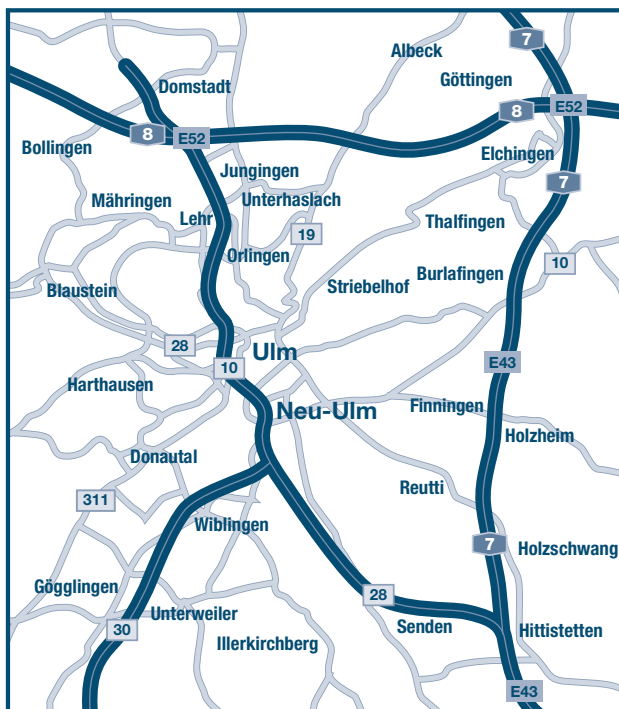 7
Albeck
Göttingen
Domstadt
E52
8
8
E52
Bollingen
Elchingen
Jungingen
7
Mähringen
Unterhaslach
Lehr
Thalfingen
19
Orlingen
10
Burlafingen
Striebelhof
Blaustein
28
Ulm
10
E43
Harthausen
Neu-Ulm
Finningen
Holzheim
Donautal
Reutti
311
Wiblingen
7
Holzschwang
Gögglingen
28
Unterweiler
30
Senden
Hittistetten
Illerkirchberg
E43